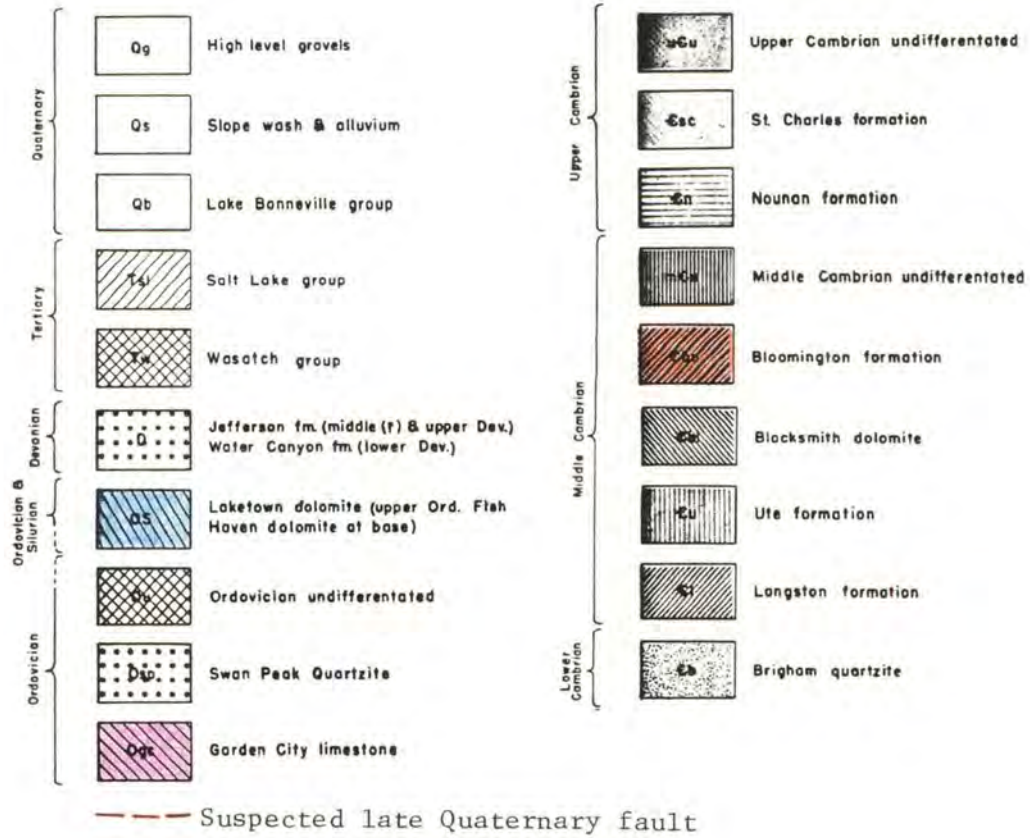 Quaternary
Qg High level gravels
Qs Slope wash & alluvium
Qb Lake Bonneville group
Tertiary
Tsl Salt Lake group
Tw Wasatch group
Devonian
D Jefferson fm. (middle (?) & upper Dev.)
Water Canyon fm. (lower Dev.)
Ordovician &
Silurian
OS Laketown dolomite (upper Ord. Fish
Haven dolomite at base)
Ordovician
Ou Ordovician undifferentated
Osp Swan Peak Quartzite
Ogc Garden City limestone
Upper Cambrian
uЄu Upper Cambrian undifferentated
Єsc St. Charles formation
Єn Nounan formation
Middle Cambrian
Middle Cambrian undifferentated
Bloomington formation
Єbl Blacksmith dolomite
Єu Ute formation
Єl Langston formation
Lower
Cambrian
Єb Brigham quartzite
Suspected late Quaternary fault